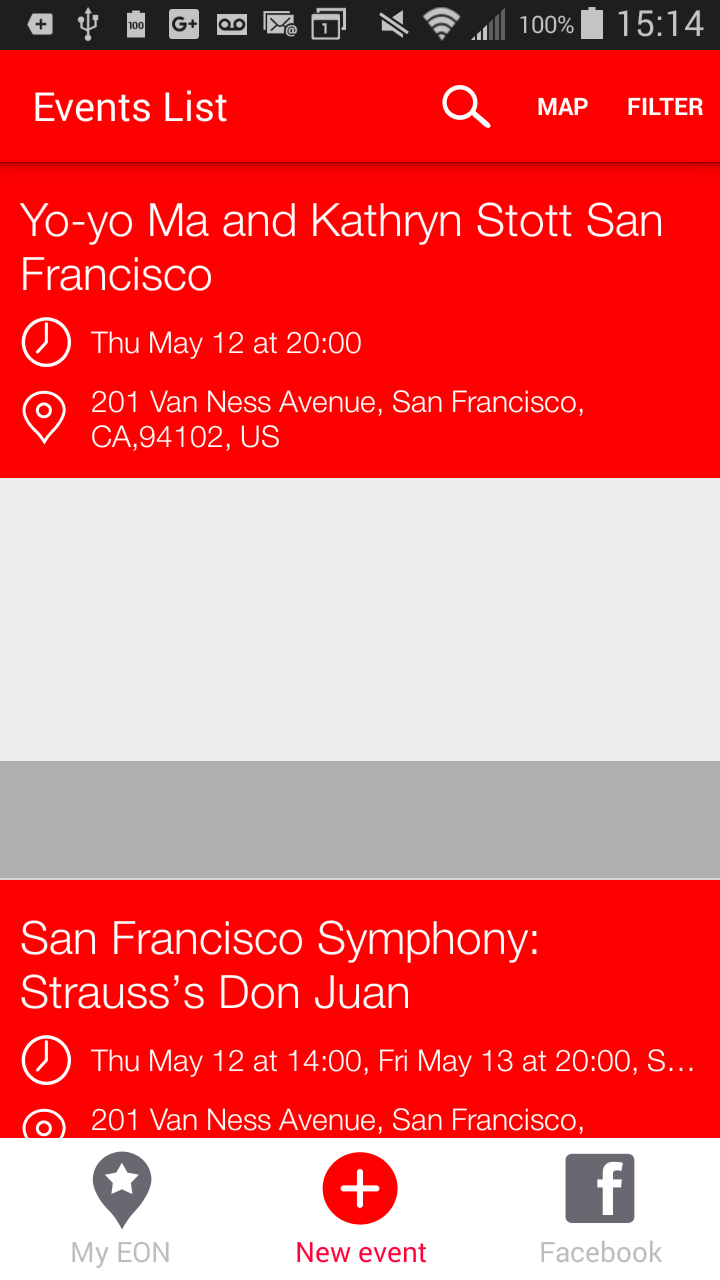 100 G+ 1 100% 15:14
Events List MAP FILTER
Yo-yo Ma and Kathryn Stott San
Francisco
Thu May 12 at 20:00
201 Van Ness Avenue, San Francisco,
CA,94102, US
San Francisco Symphony:
Strauss’s Don Juan
Thu May 12 at 14:00, Fri May 13 at 20:00, S…
201 Van Ness Avenue, San Francisco,
My EON New event Facebook